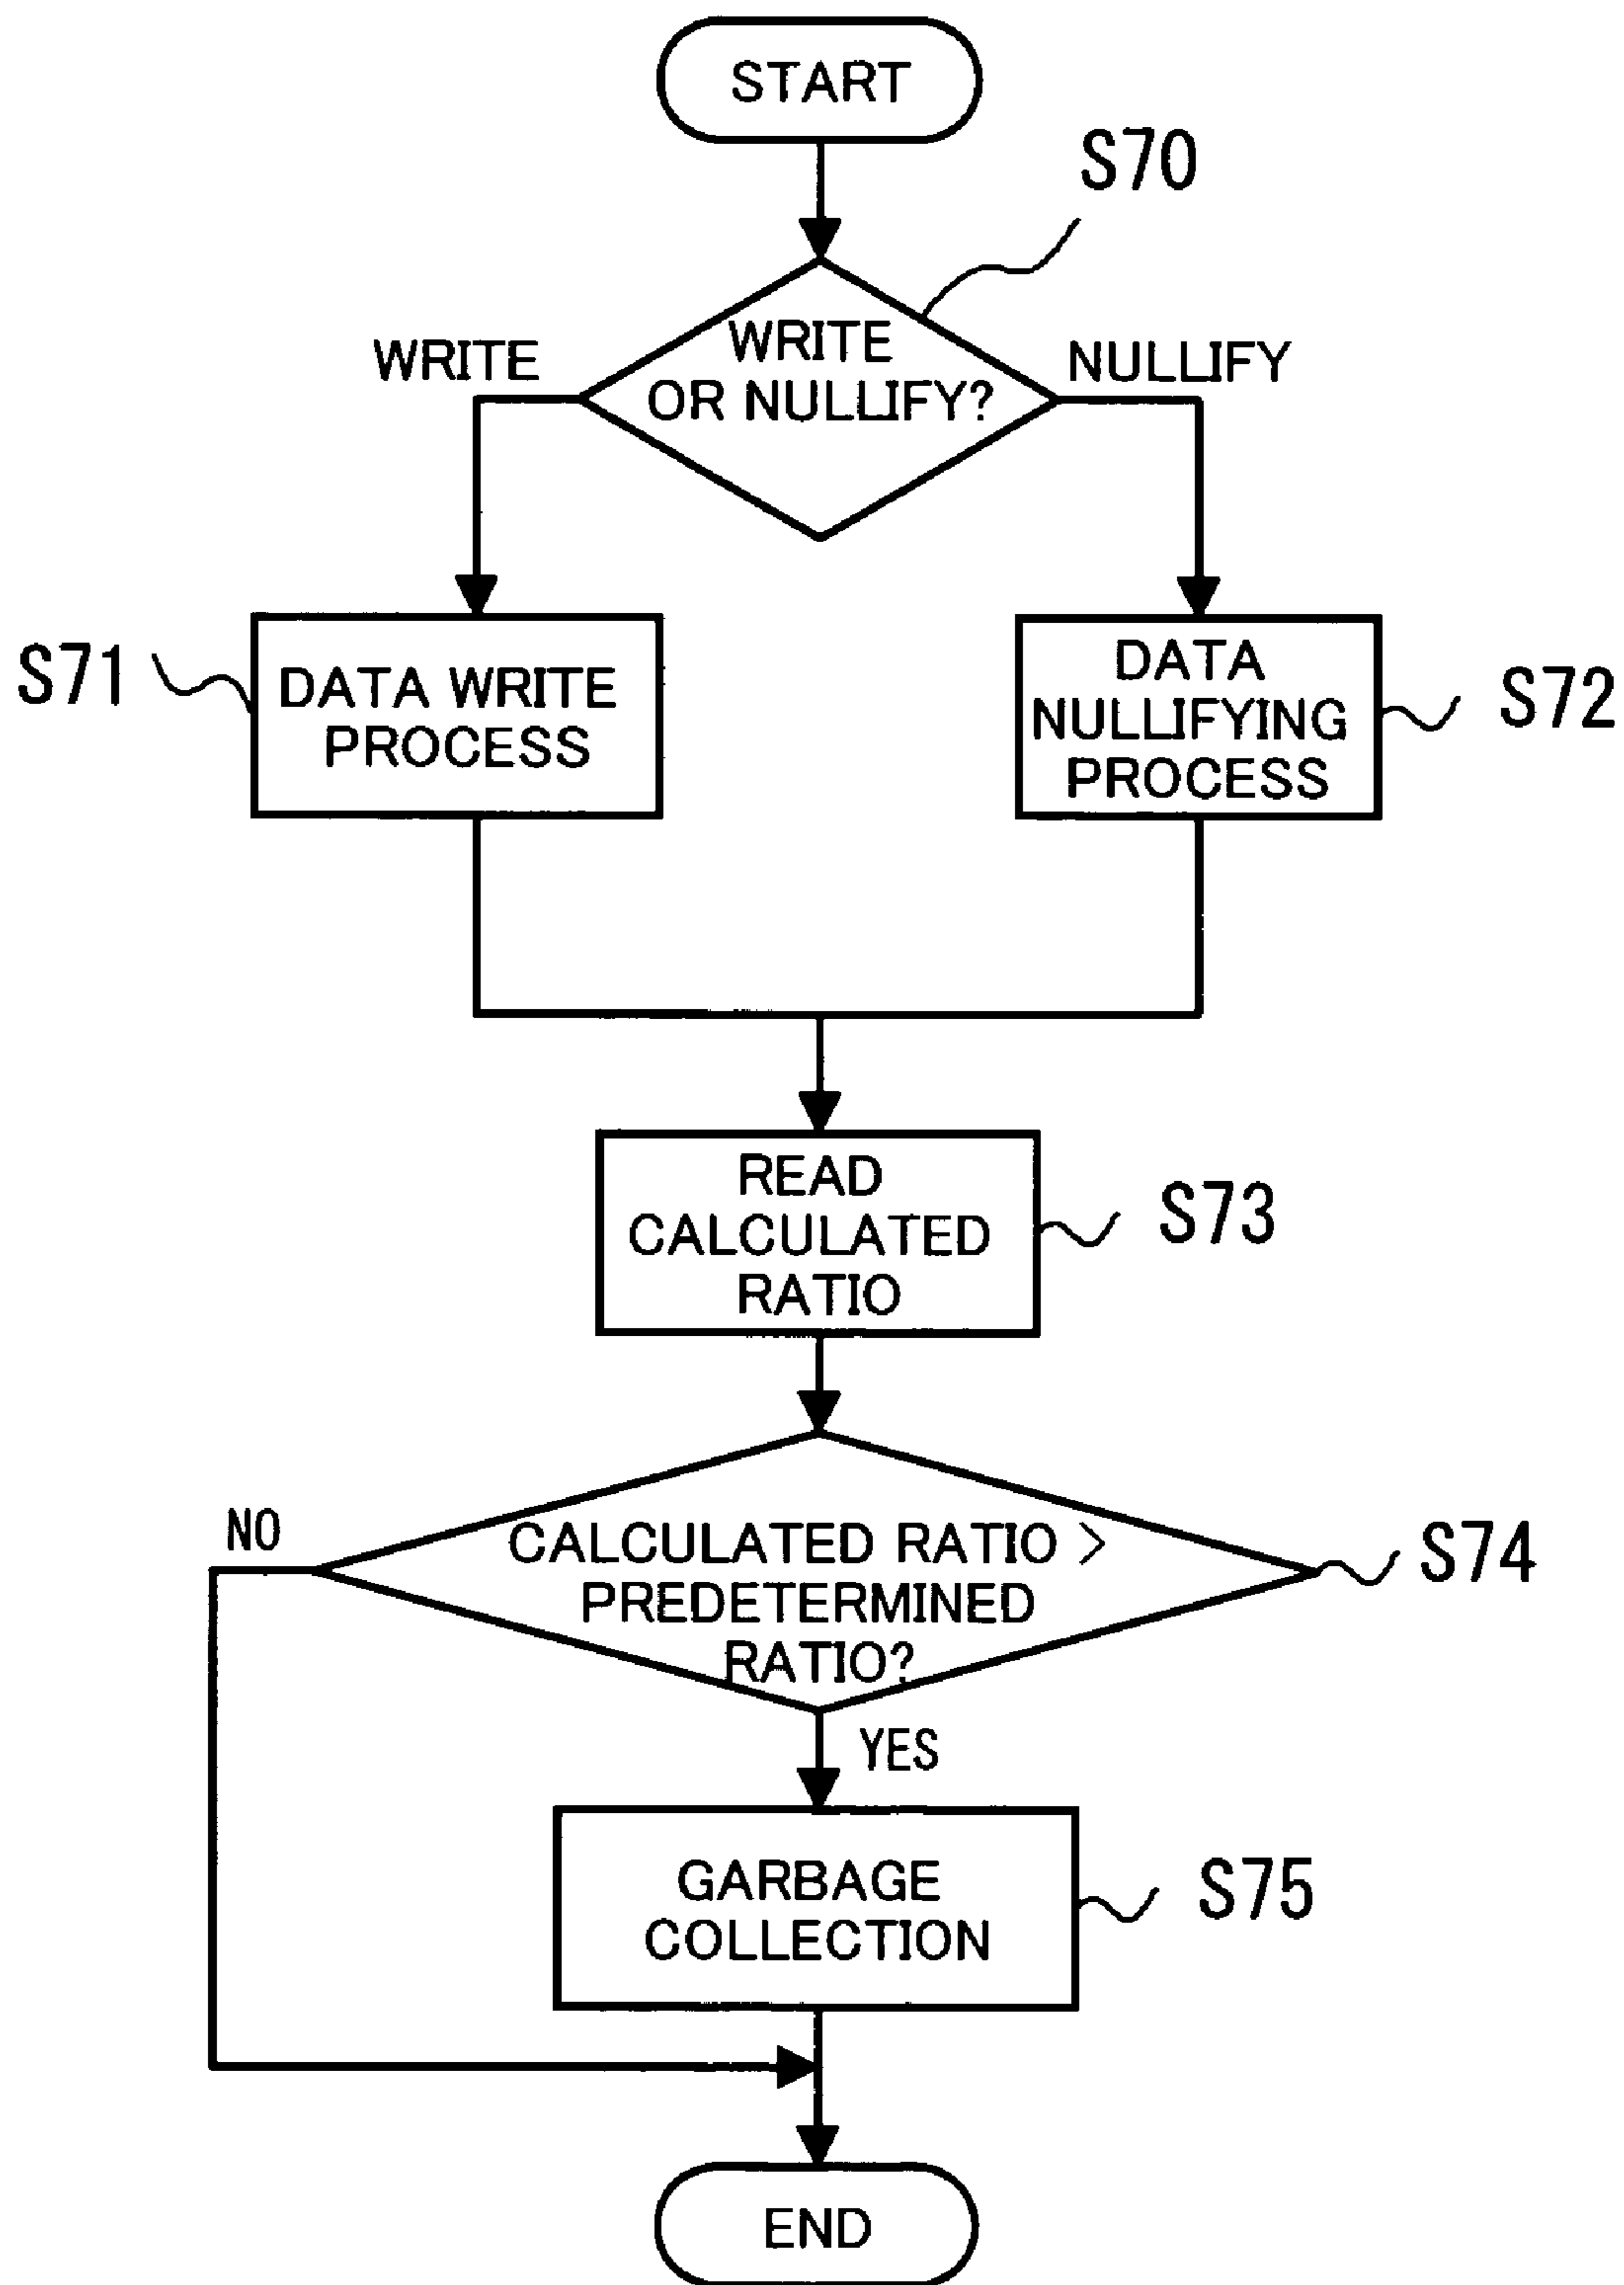 START
S70
WRITE
WRITE
OR NULLIFY?
NULLIFY
S71
DATA WRITE
PROCESS
DATA
NULLIFYING
PROCESS
S72
READ
CALCULATED
RATIO
S73
NO
CALCULATED RATIO >
PREDETERMINED
RATIO?
S74
YES
GARBAGE
COLLECTION
S75
END